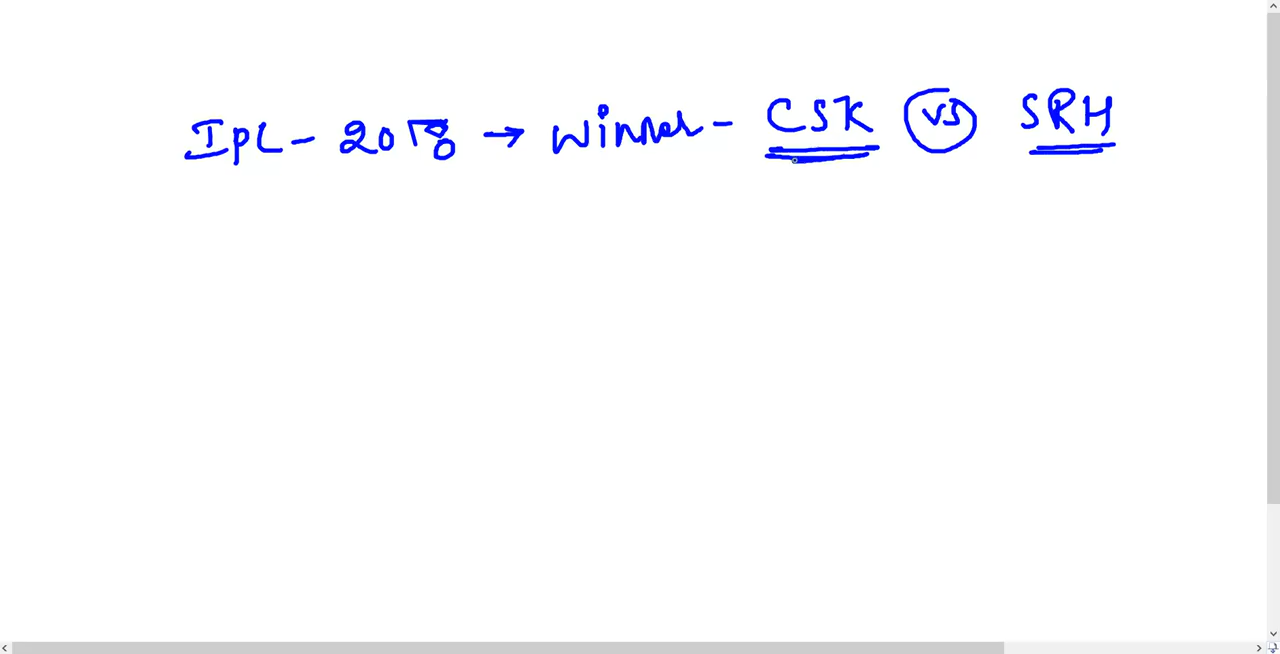 IPL - 2018 → Winner - CSK VS SRH